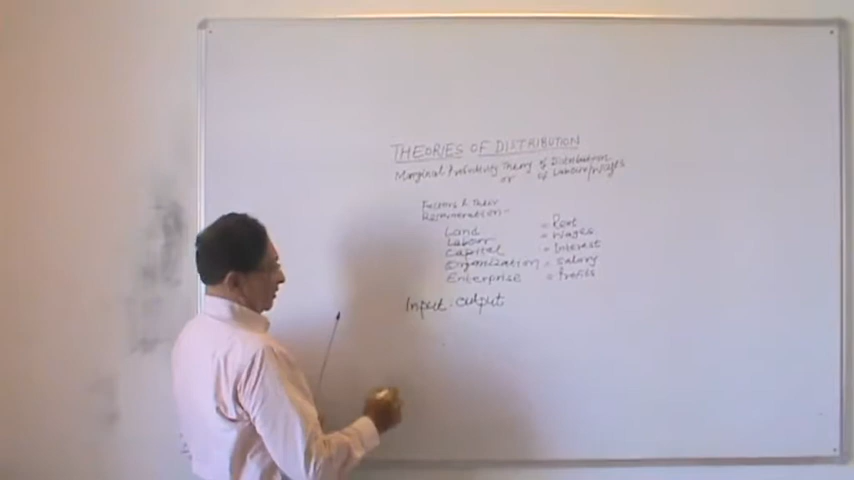 THEORIES OF DISTRIBUTION
Marginal Productivity Theory of Distribution
or of Labour/Wages
Factors & Their
Remuneration:-
Land = Rent
Labour = Wages
Capital = Interest
Organization = Salary
Enterprise = Profits
Input - output